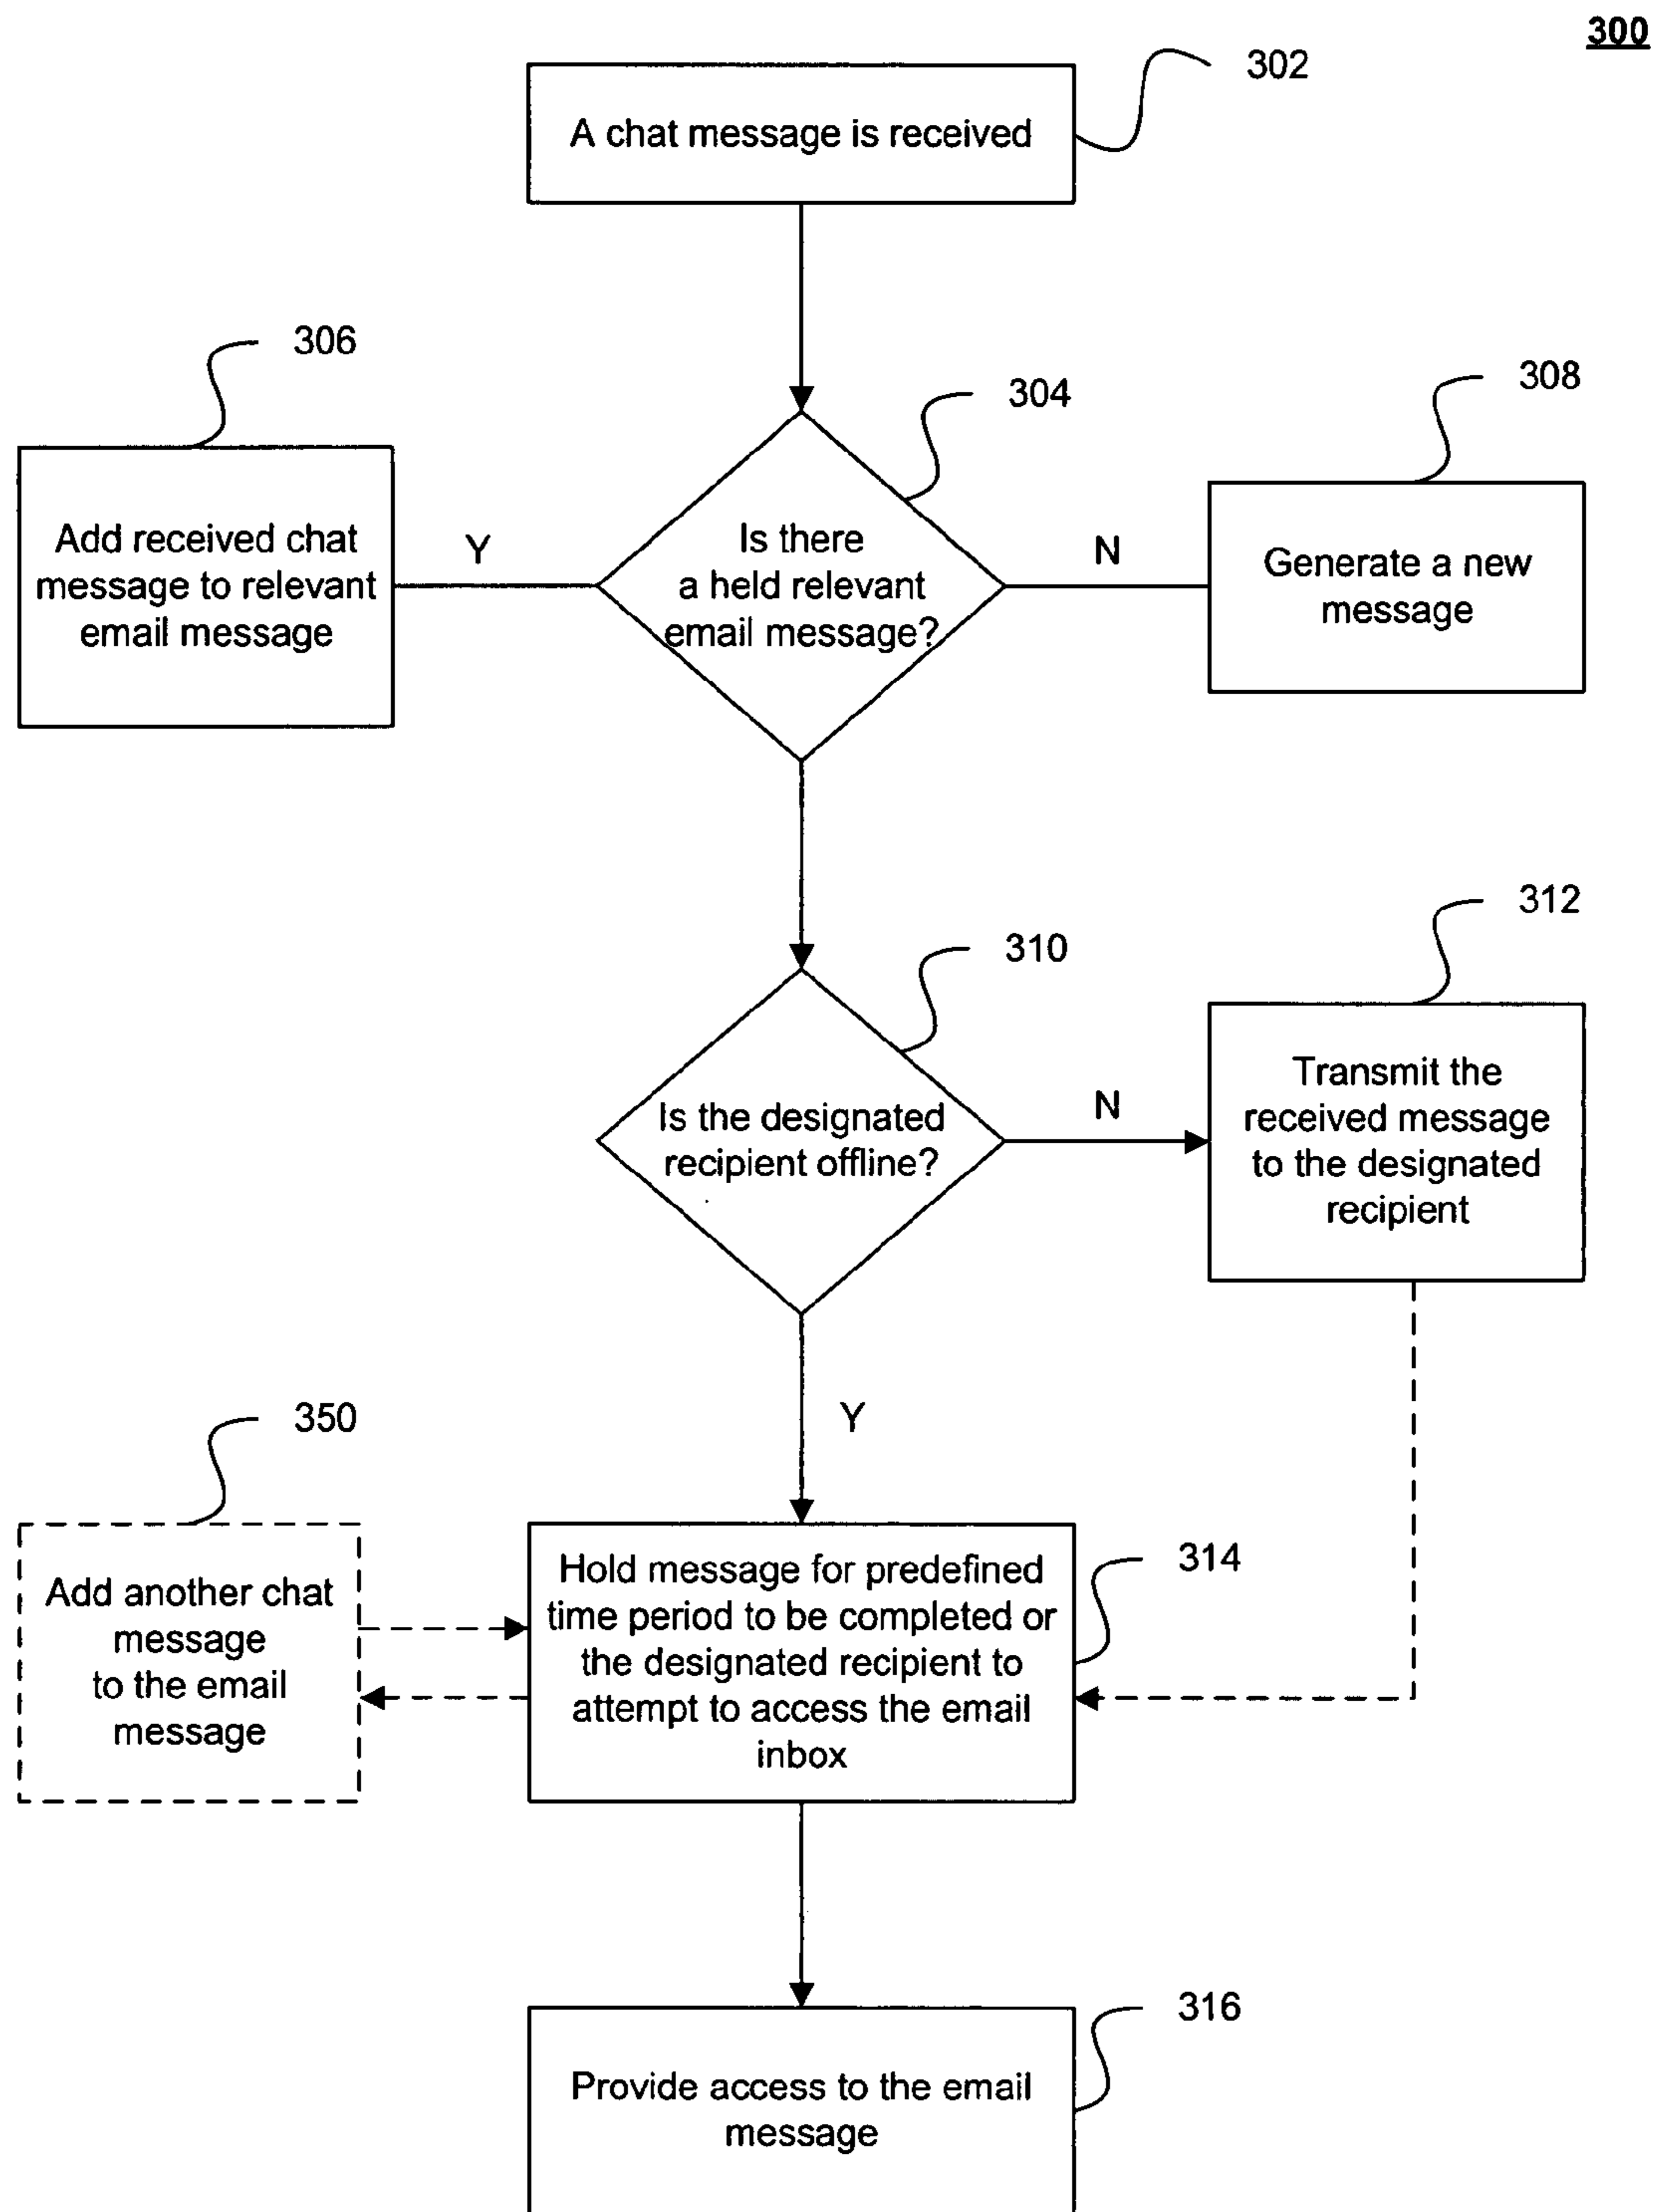 300
302
A chat message is received
306
304
308
Add received chat
message to relevant
email message
Y
Is there
a held relevant
email message?
N
Generate a new
message
312
310
Is the designated
recipient offline?
N
Transmit the
received message
to the designated
recipient
Y
350
314
Add another chat
message
to the email
message
Hold message for predefined
time period to be completed or
the designated recipient to
attempt to access the email
inbox
316
Provide access to the email
message